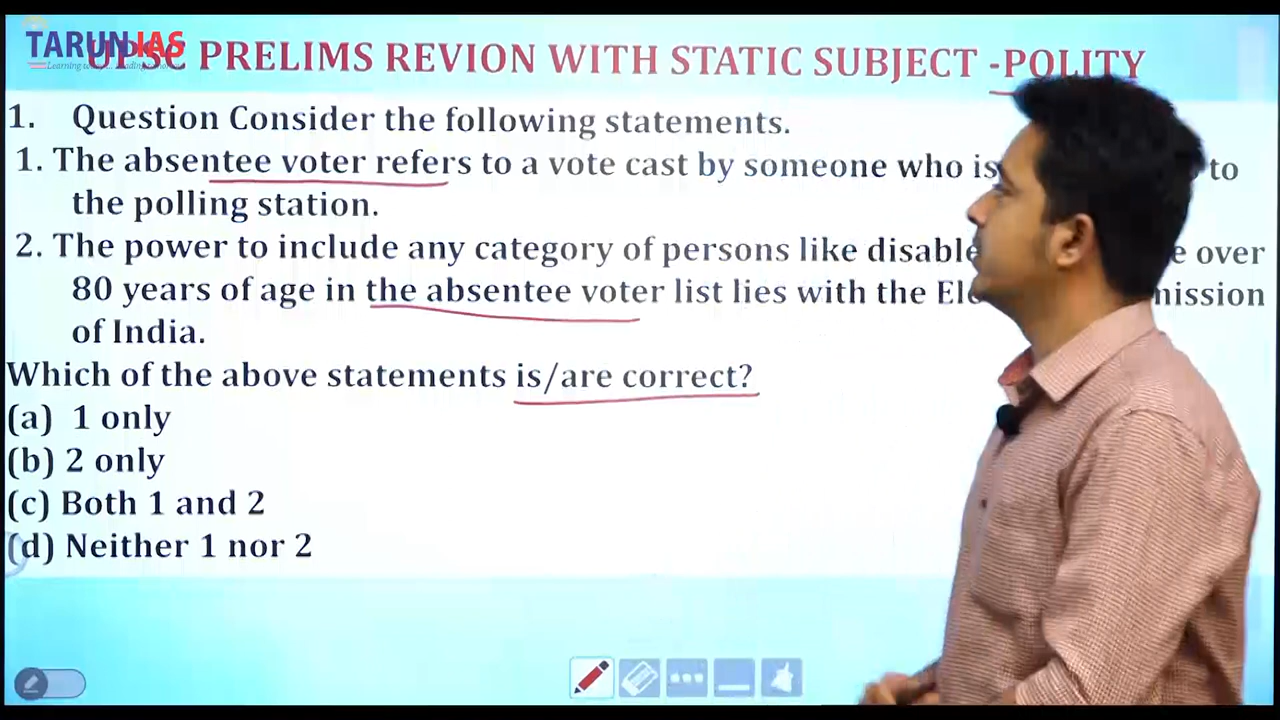 TARUN IAS
UPSC PRELIMS REVION WITH STATIC SUBJECT -POLITY
1. Question Consider the following statements.
1. The absentee voter refers to a vote cast by someone who is to
the polling station.
2. The power to include any category of persons like over
80 years of age in the absentee voter list lies with the
of India.
Which of the above statements is/are correct?
(a) 1 only
(b) 2 only
(c) Both 1 and 2
(d) Neither 1 nor 2